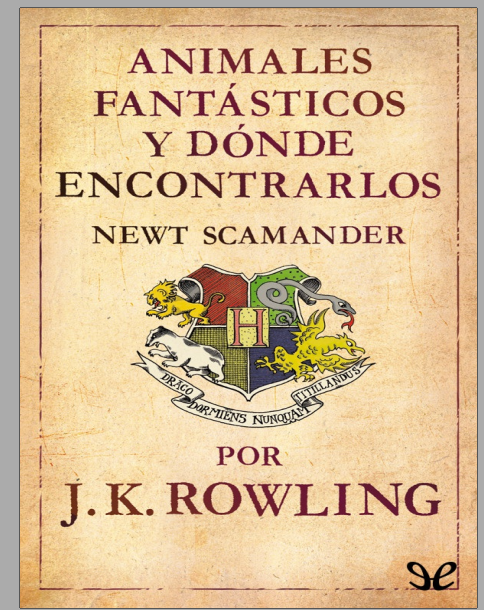 ANIMALES
FANTÁSTICOS
Y DÓNDE
ENCONTRARLOS
NEWT SCAMANDER
H
DRACO DORMIENS NUNQUAM TITILLANDUS
POR
J.K. ROWLING